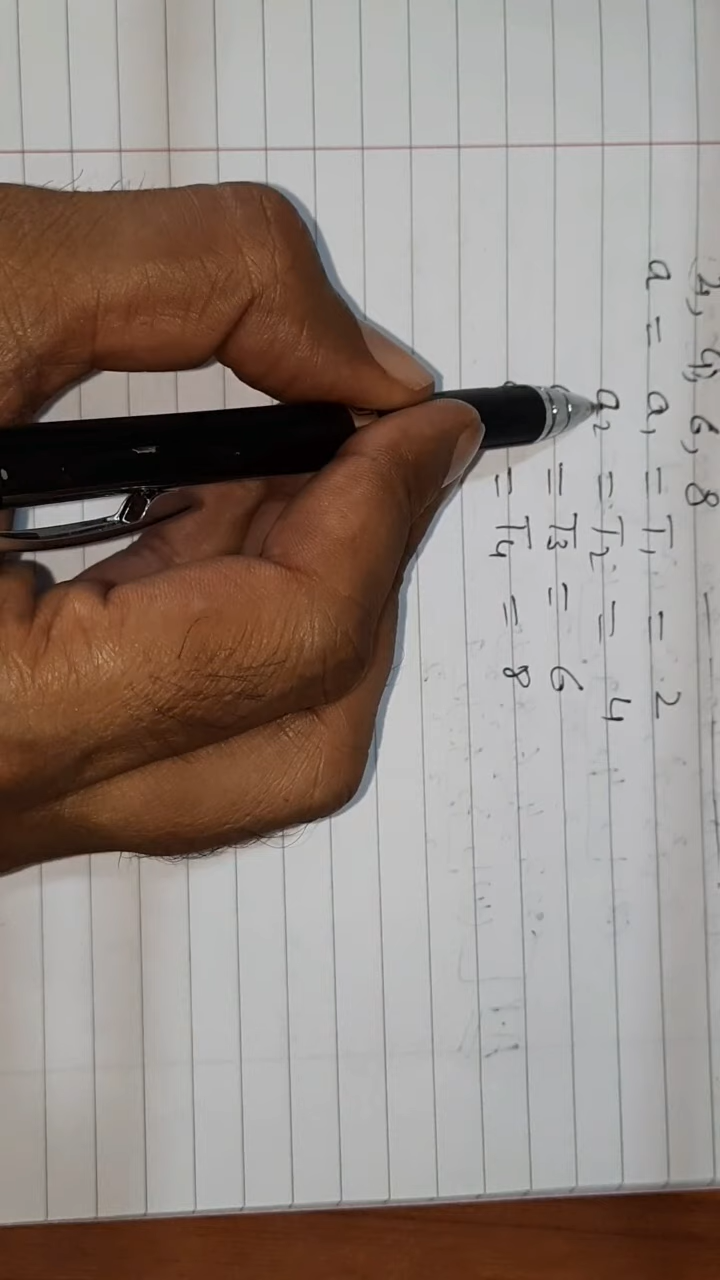 2, 4, 6, 8
a = a₁ = T₁ = 2
a₂ = T₂ = 4
= T₃ = 6
= T₄ = 8